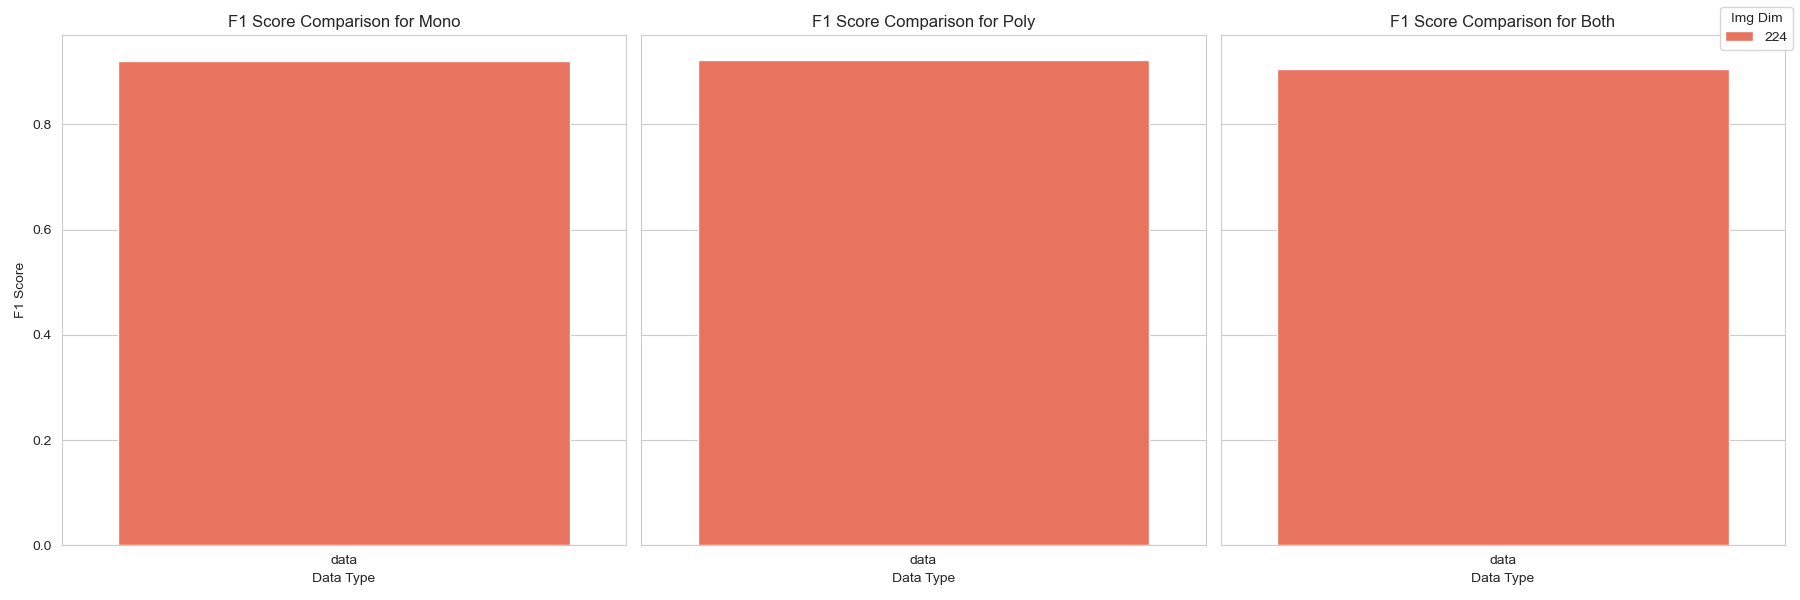 F1 Score Comparison for Mono
F1 Score Comparison for Poly
F1 Score Comparison for Both
Img Dim
224
F1 Score
0.8
0.6
0.4
0.2
0.0
data
data
data
Data Type
Data Type
Data Type